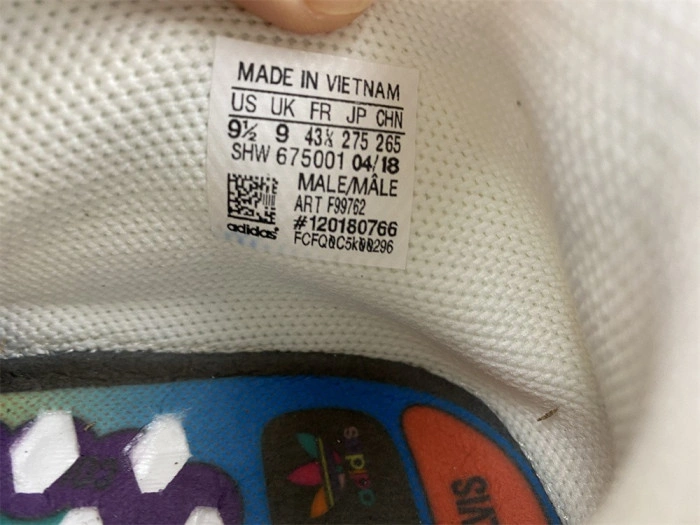 MADE IN VIETNAM
US UK FR JP CHN
9½ 9 43⅓ 275 265
SHW 675001 04/18
MALE/MÂLE
ART F99762
#120180766
adidas.
adidas